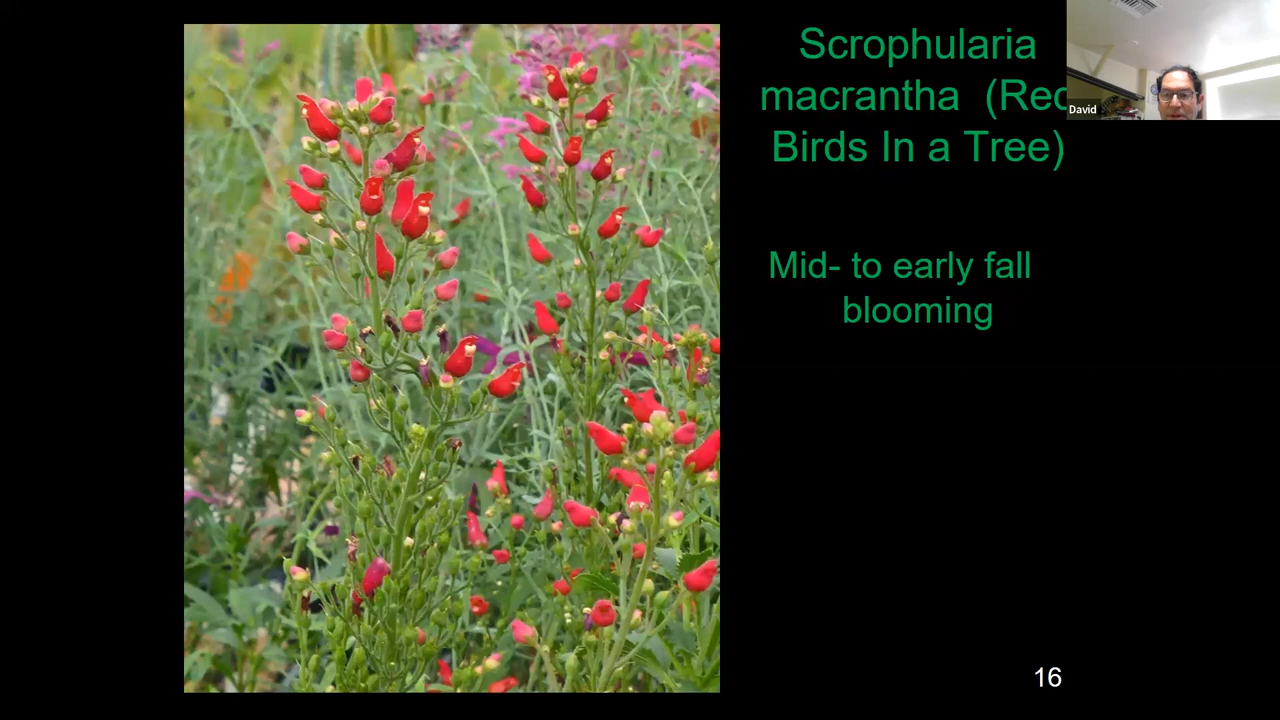 Scrophularia
macrantha (Red
Birds In a Tree)
David
Mid- to early fall
blooming
16